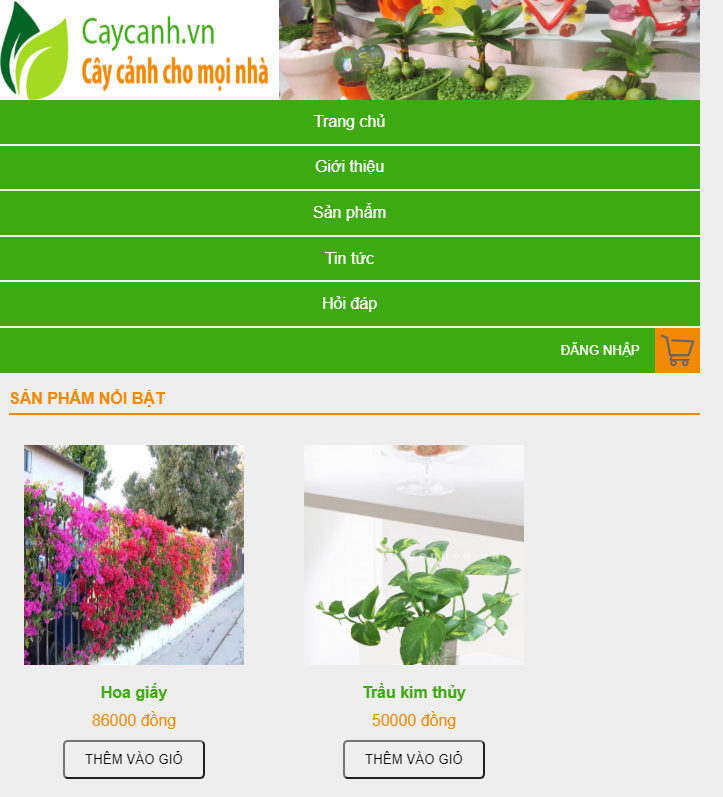 Caycanh.vn
Cây cảnh cho mọi nhà
Trang chủ
Giới thiệu
Sản phẩm
Tin tức
Hỏi đáp
ĐĂNG NHẬP
SẢN PHẨM NỔI BẬT
Hoa giấy
Trầu kim thủy
86000 đồng
50000 đồng
THÊM VÀO GIỎ
THÊM VÀO GIỎ